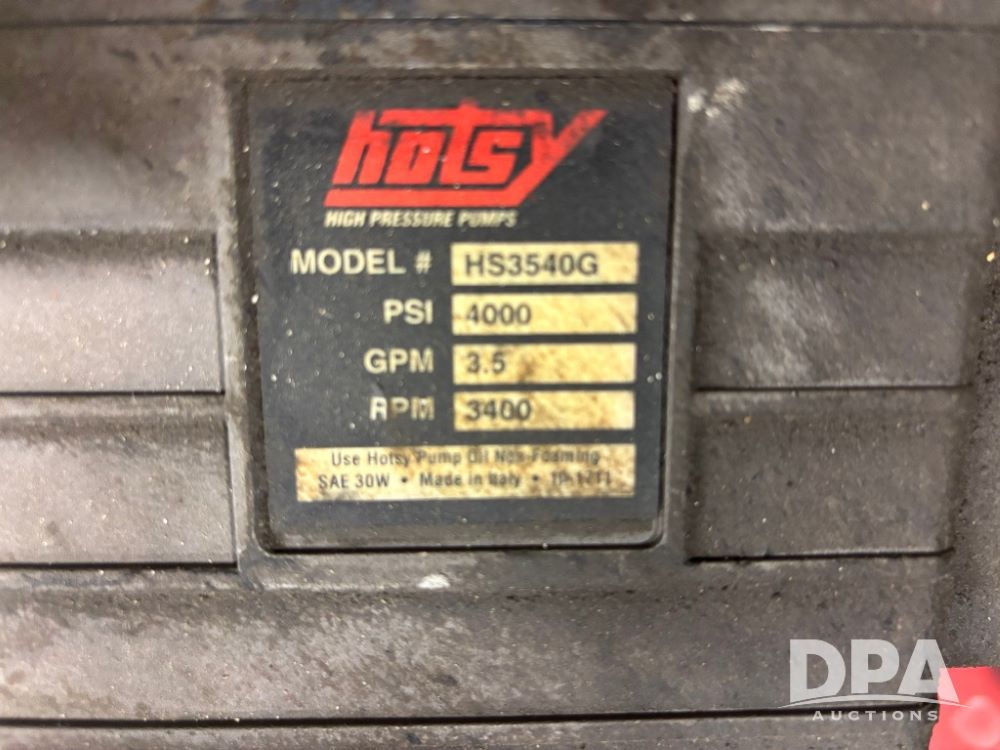 hotsy
HIGH PRESSURE PUMPS
MODEL # HS3540G
PSI 4000
GPM 3.5
RPM 3400
Use Hotsy Pump Oil Non-Foaming
SAE 30W • Made in Italy •
DPA
AUCTIONS